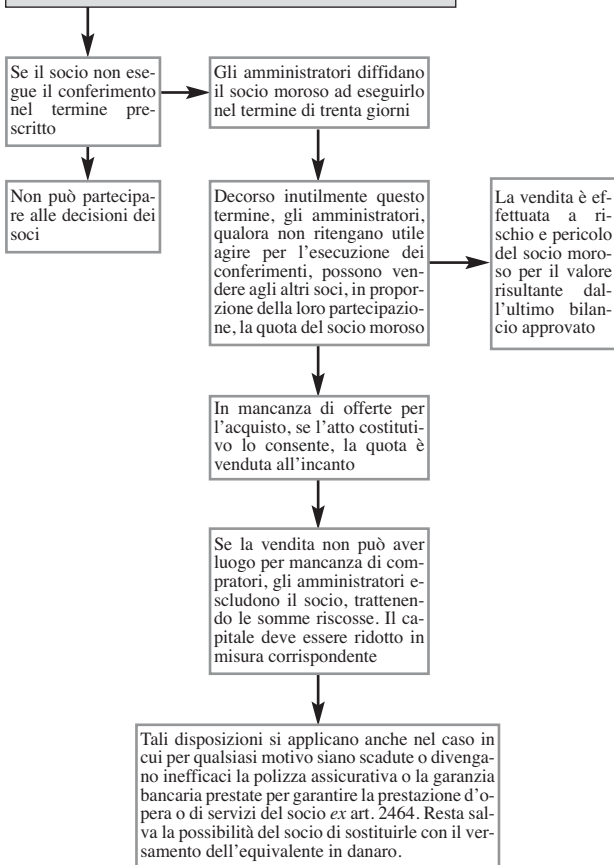 Se il socio non ese-
gue il conferimento
nel termine pre-
scritto
Gli amministratori diffidano
il socio moroso ad eseguirlo
nel termine di trenta giorni
Non può partecipa-
re alle decisioni dei
soci
Decorso inutilmente questo
termine, gli amministratori,
qualora non ritengano utile
agire per l'esecuzione dei
conferimenti, possono ven-
dere agli altri soci, in propor-
zione della loro partecipazio-
ne, la quota del socio moroso
La vendita è ef-
fettuata a ri-
schio e pericolo
del socio moro-
so per il valore
risultante dal-
l'ultimo bilan-
cio approvato
In mancanza di offerte per
l'acquisto, se l'atto costituti-
vo lo consente, la quota è
venduta all'incanto
Se la vendita non può aver
luogo per mancanza di com-
pratori, gli amministratori e-
scludono il socio, trattenen-
do le somme riscosse. Il ca-
pitale deve essere ridotto in
misura corrispondente
Tali disposizioni si applicano anche nel caso in
cui per qualsiasi motivo siano scadute o divenga-
no inefficaci la polizza assicurativa o la garanzia
bancaria prestate per garantire la prestazione d'o-
pera o di servizi del socio ex art. 2464. Resta sal-
va la possibilità del socio di sostituirle con il ver-
samento dell'equivalente in danaro.